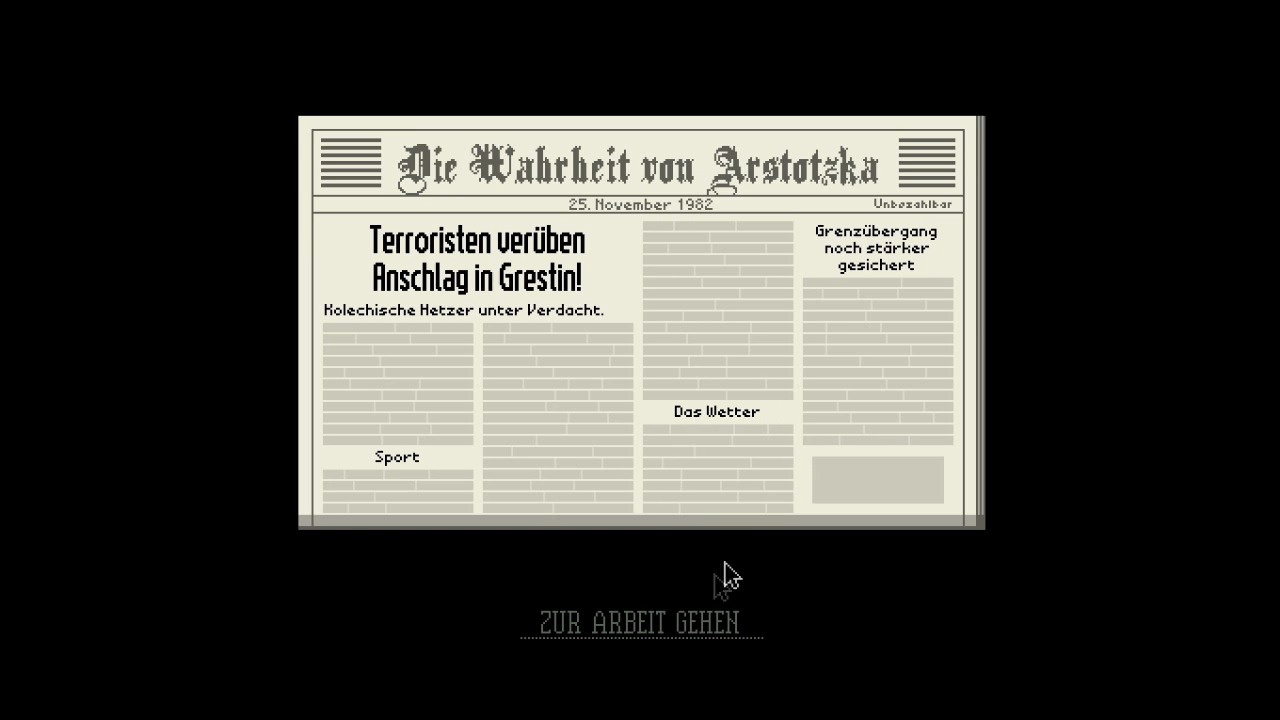 Die Wahrheit von Arstotzka
25. November 1982
Unbezahlbar
Terroristen verüben
Anschlag in Grestin!
Kolechische Hetzer unter Verdacht.
Sport
Das Wetter
Grenzübergang
noch stärker
gesichert
ZUR ARBEIT GEHEN